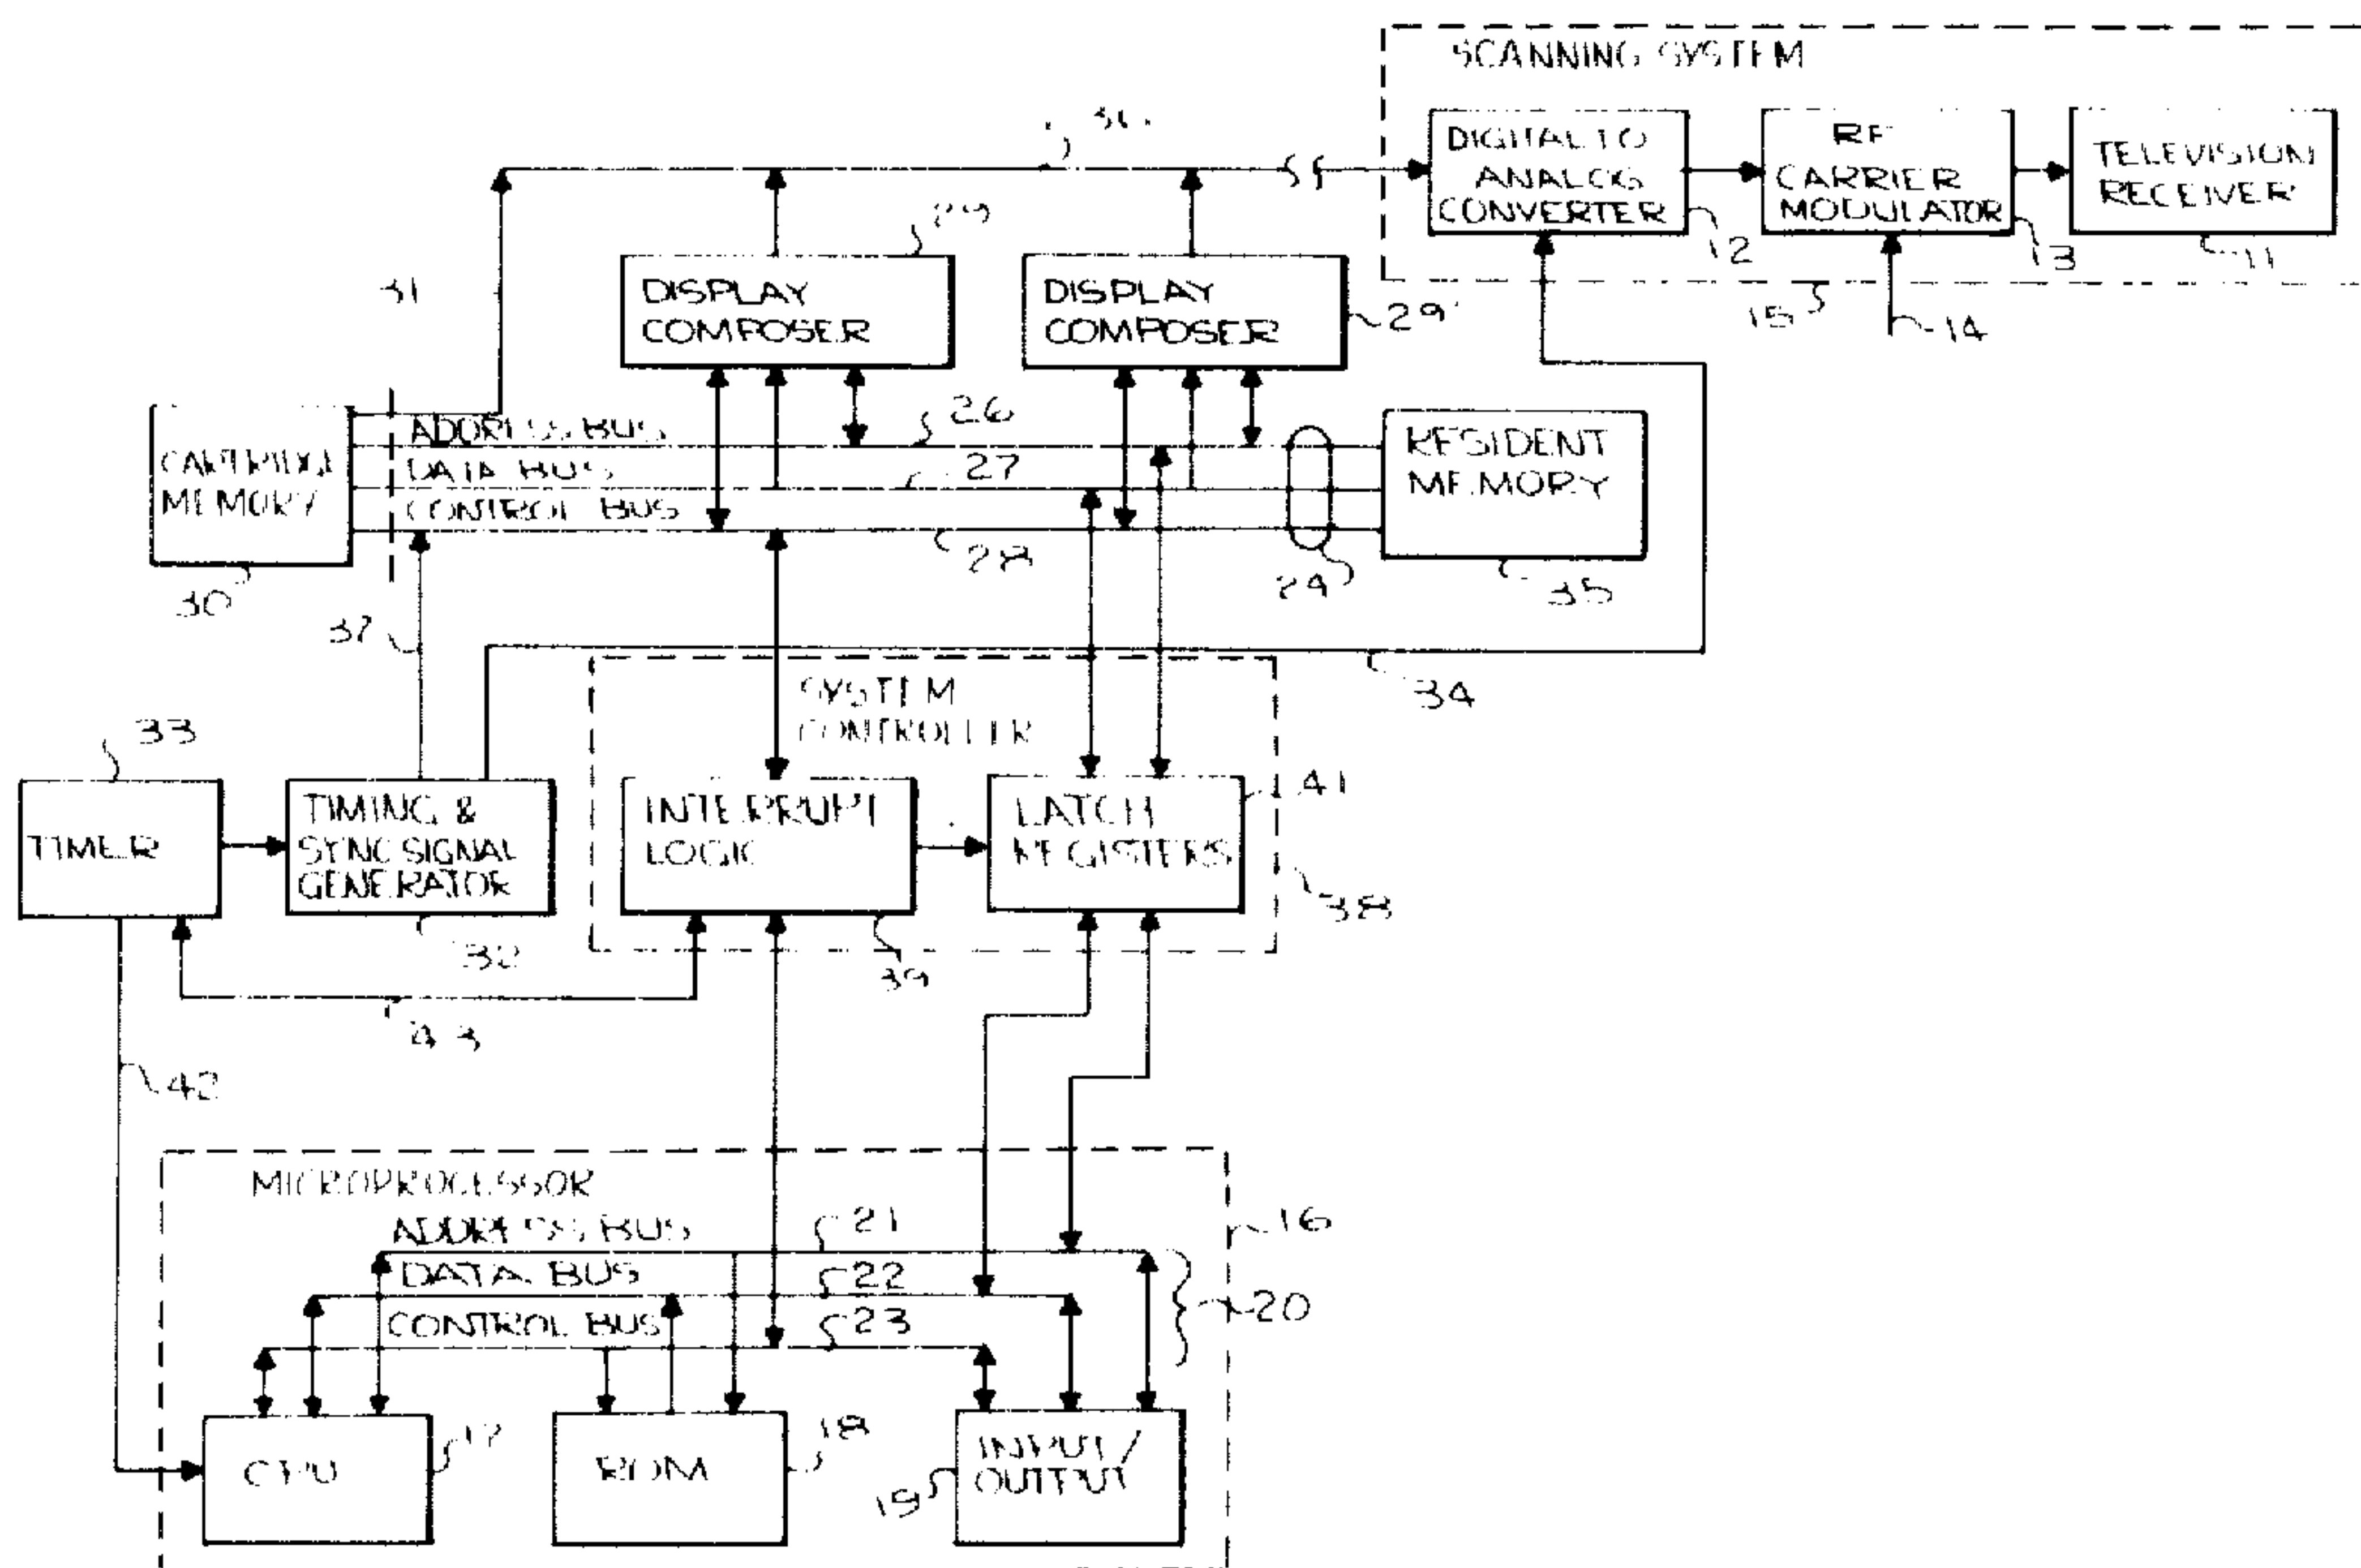 SCANNING SYSTEM
36
DIGITAL TO
ANALOG
CONVERTER
RF
CARRIER
MODULATOR
TELEVISION
RECEIVER
12
13
11
15
14
31
29
DISPLAY
COMPOSER
DISPLAY
COMPOSER
29'
CARTRIDGE
MEMORY
30
ADDRESS BUS
26
DATA BUS
27
CONTROL BUS
28
24
RESIDENT
MEMORY
35
37
34
SYSTEM
CONTROLLER
33
TIMER
TIMING &
SYNC SIGNAL
GENERATOR
32
INTERRUPT
LOGIC
39
LATCH
REGISTERS
41
38
43
42
MICROPROCESSOR
16
ADDRESS BUS
21
DATA BUS
22
CONTROL BUS
23
20
CPU
17
ROM
18
INPUT/
OUTPUT
19